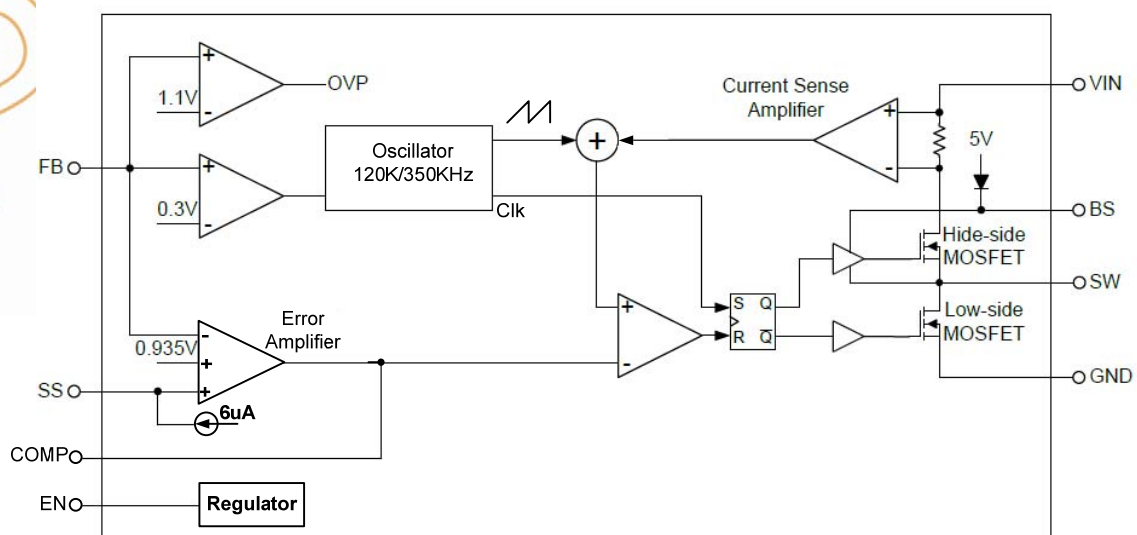 +
OVP
1.1V
-
Current Sense
Amplifier
VIN
+
+
5V
Oscillator
120K/350KHz
FB
+
-
0.3V
-
Clk
BS
Hide-side
MOSFET
SW
S Q
R Q̅
+
-
Low-side
MOSFET
Error
Amplifier
-
0.935V
+
SS
+
GND
6uA
COMP
EN
Regulator